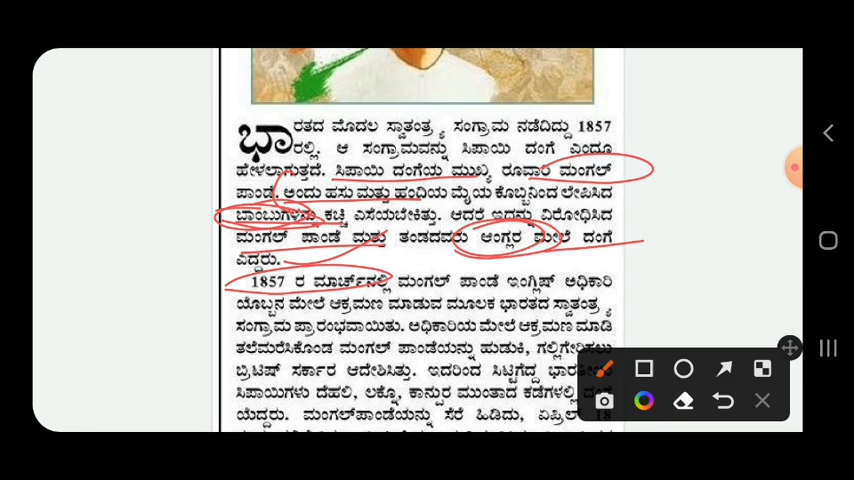 ಭಾರತದ ಮೊದಲ ಸ್ವಾತಂತ್ರ್ಯ ಸಂಗ್ರಾಮ ನಡೆದಿದ್ದು 1857
ರಲ್ಲಿ. ಆ ಸಂಗ್ರಾಮವನ್ನು ಸಿಪಾಯಿ ದಂಗೆ ಎಂದೂ
ಹೇಳಲಾಗುತ್ತದೆ. ಸಿಪಾಯಿ ದಂಗೆಯ ಮುಖ್ಯ ರೂವಾರಿ ಮಂಗಲ್
ಪಾಂಡೆ. ಅಂದು ಹಸು ಮತ್ತು ಹಂದಿಯ ಮೈಯ ಕೊಬ್ಬಿನಿಂದ ಲೇಪಿಸಿದ
ಬಾಂಬುಗಳನ್ನು ಕಚ್ಚಿ ಎಸೆಯಬೇಕಿತ್ತು. ಆದರೆ ಇದನ್ನು ವಿರೋಧಿಸಿದ
ಮಂಗಲ್ ಪಾಂಡೆ ಮತ್ತು ತಂಡದವರು ಆಂಗ್ಲರ ಮೇಲೆ ದಂಗೆ
ಎದ್ದರು.
1857 ರ ಮಾರ್ಚ್‌ನಲ್ಲಿ ಮಂಗಲ್ ಪಾಂಡೆ ಇಂಗ್ಲಿಷ್ ಅಧಿಕಾರಿ
ಯೊಬ್ಬನ ಮೇಲೆ ಆಕ್ರಮಣ ಮಾಡುವ ಮೂಲಕ ಭಾರತದ ಸ್ವಾತಂತ್ರ್ಯ
ಸಂಗ್ರಾಮ ಪ್ರಾರಂಭವಾಯಿತು. ಅಧಿಕಾರಿಯ ಮೇಲೆ ಆಕ್ರಮಣ ಮಾಡಿ
ತಲೆಮರೆಸಿಕೊಂಡ ಮಂಗಲ್ ಪಾಂಡೆಯನ್ನು ಹುಡುಕಿ, ಗಲ್ಲಿಗೇರಿಸಲು
ಬ್ರಿಟಿಷ್ ಸರ್ಕಾರ ಆದೇಶಿಸಿತ್ತು. ಇದರಿಂದ ಸಿಟ್ಟಿಗೆದ್ದ
ಸಿಪಾಯಿಗಳು ದೆಹಲಿ, ಲಕ್ನೊ, ಕಾನ್ಪುರ ಮುಂತಾದ ಕಡೆಗಳಲ್ಲಿ
ಯೆದ್ದರು. ಮಂಗಲ್‌ಪಾಂಡೆಯನ್ನು ಸೆರೆ ಹಿಡಿದು, ಏಪ್ರಿಲ್ 18